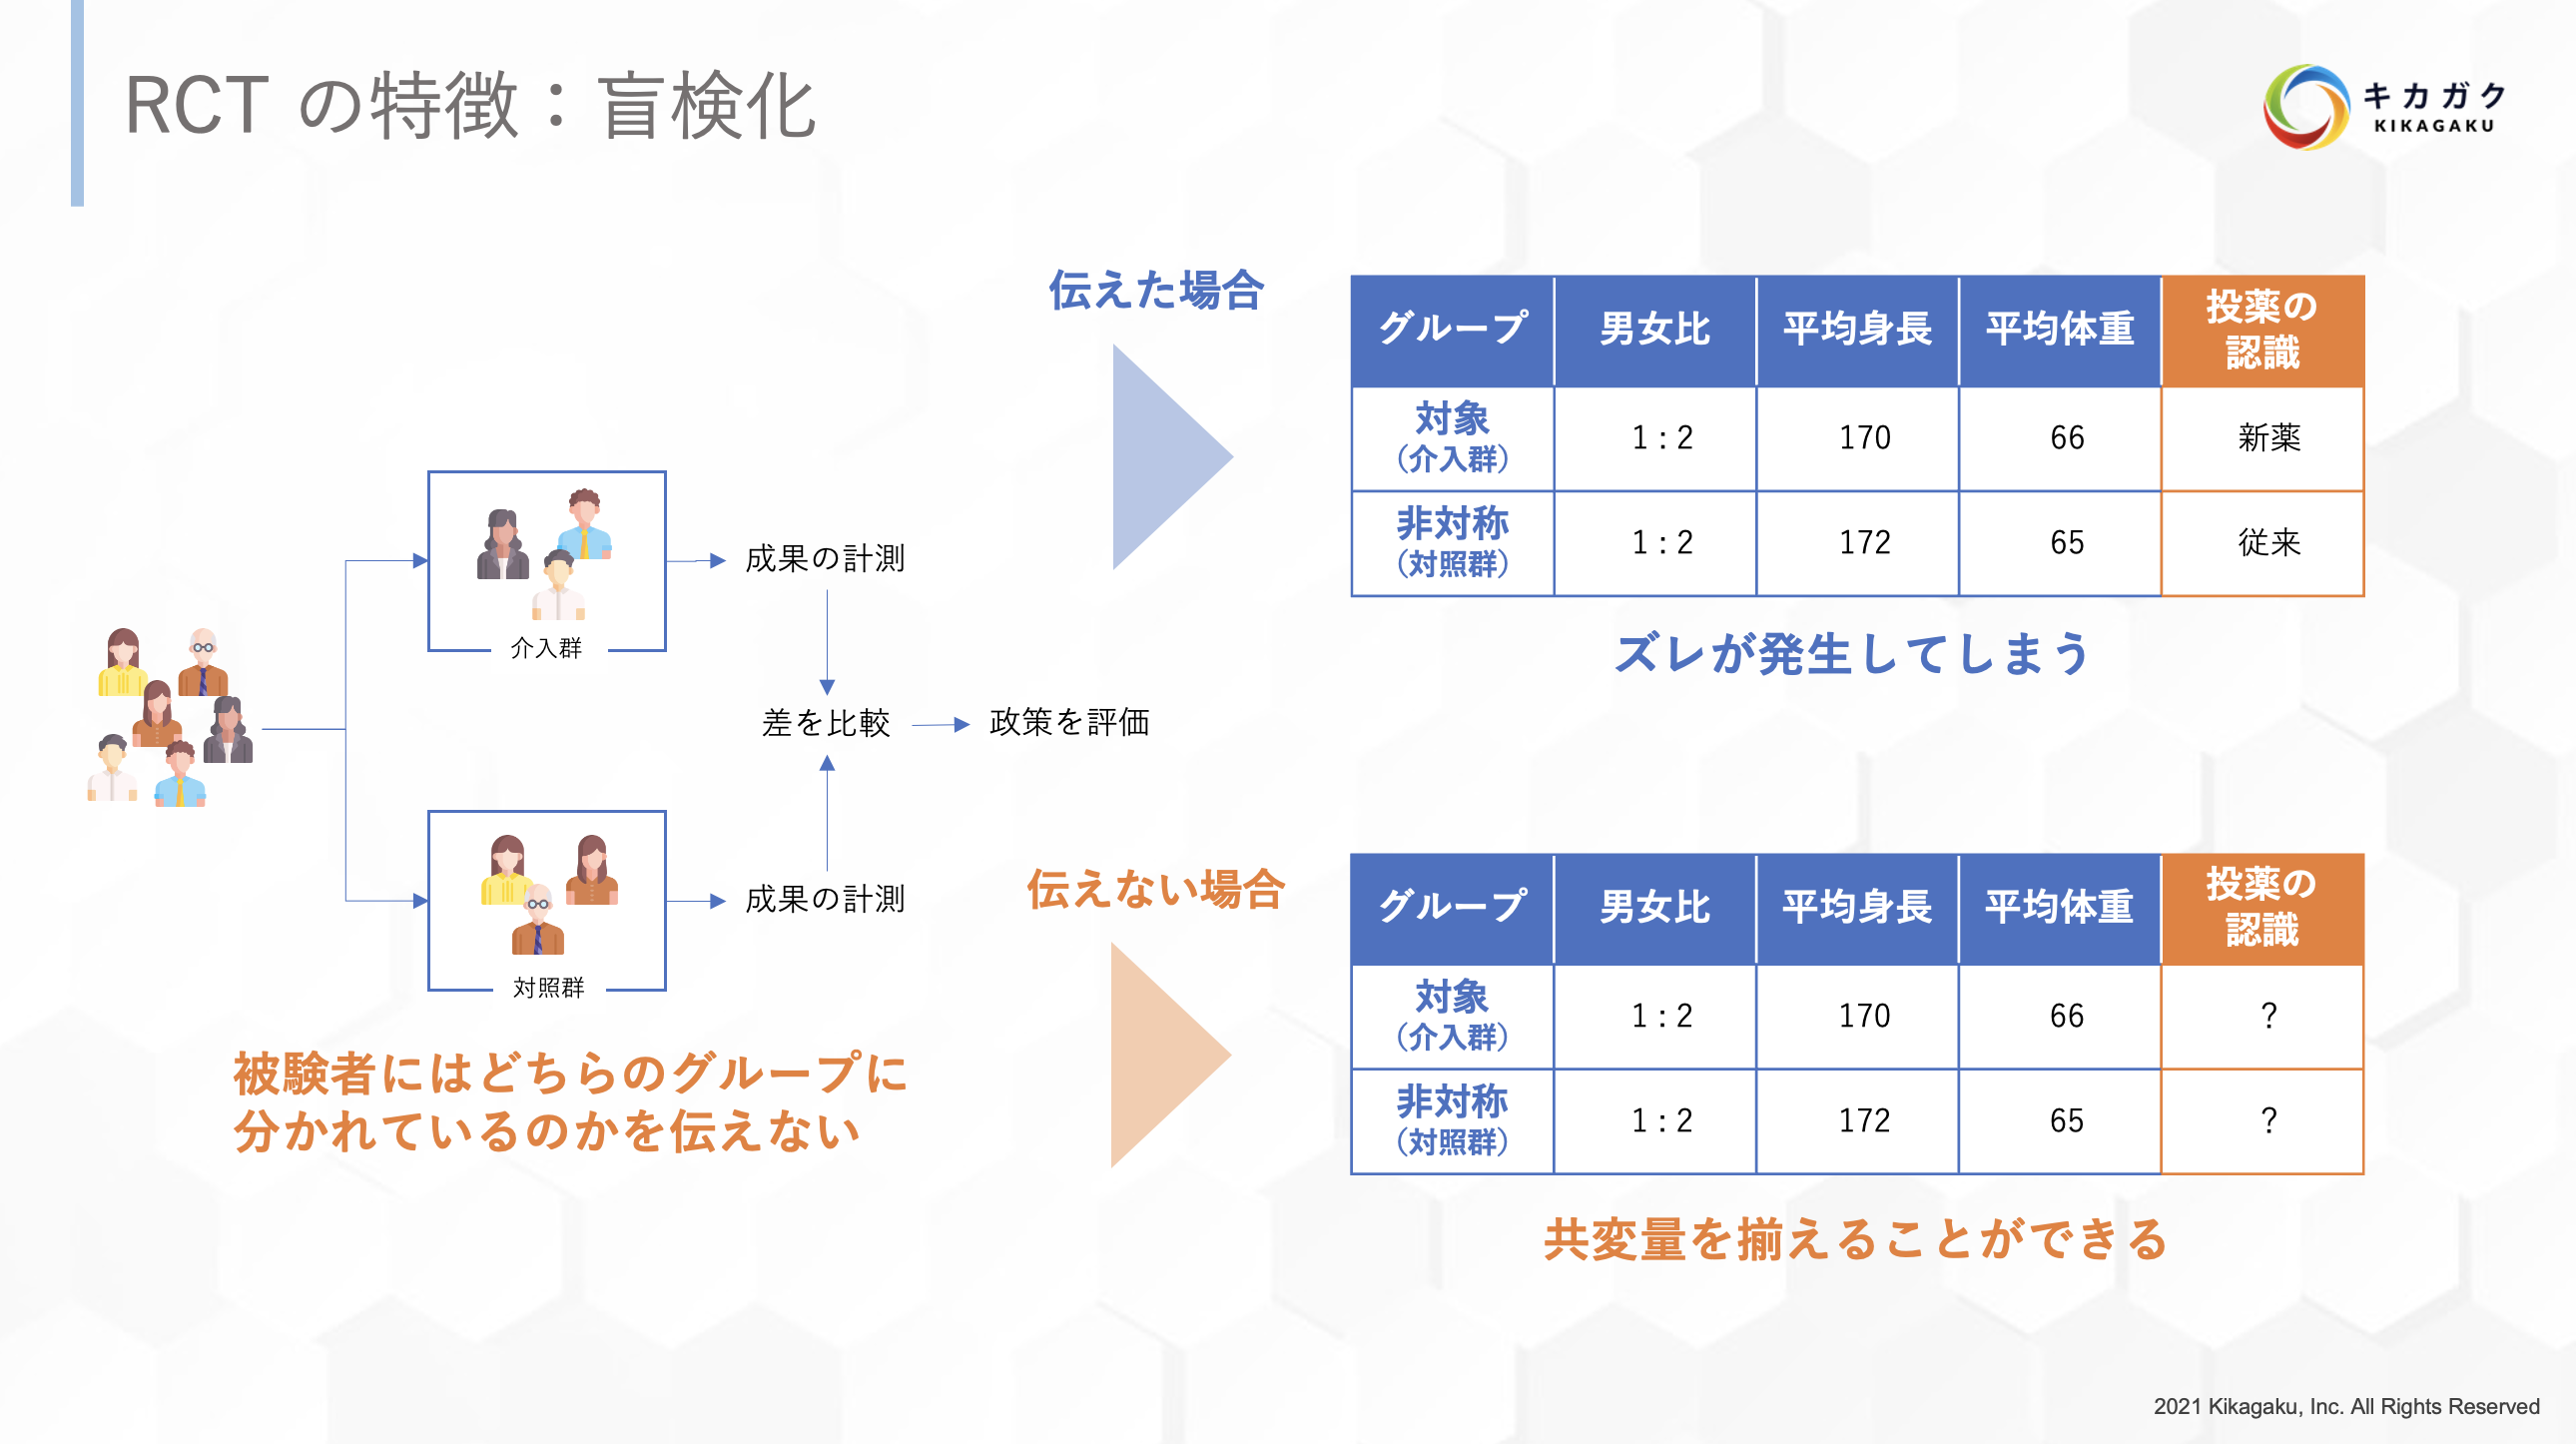 RCT の特徴：盲検化
キカガク
KIKAGAKU
介入群
対照群
成果の計測
差を比較
政策を評価
成果の計測
被験者にはどちらのグループに
分かれているのかを伝えない
伝えた場合
グループ 男女比 平均身長 平均体重 投薬の
認識
対象
（介入群） 1 : 2 170 66 新薬
非対称
（対照群） 1 : 2 172 65 従来
ズレが発生してしまう
伝えない場合
グループ 男女比 平均身長 平均体重 投薬の
認識
対象
（介入群） 1 : 2 170 66 ?
非対称
（対照群） 1 : 2 172 65 ?
共変量を揃えることができる
2021 Kikagaku, Inc. All Rights Reserved